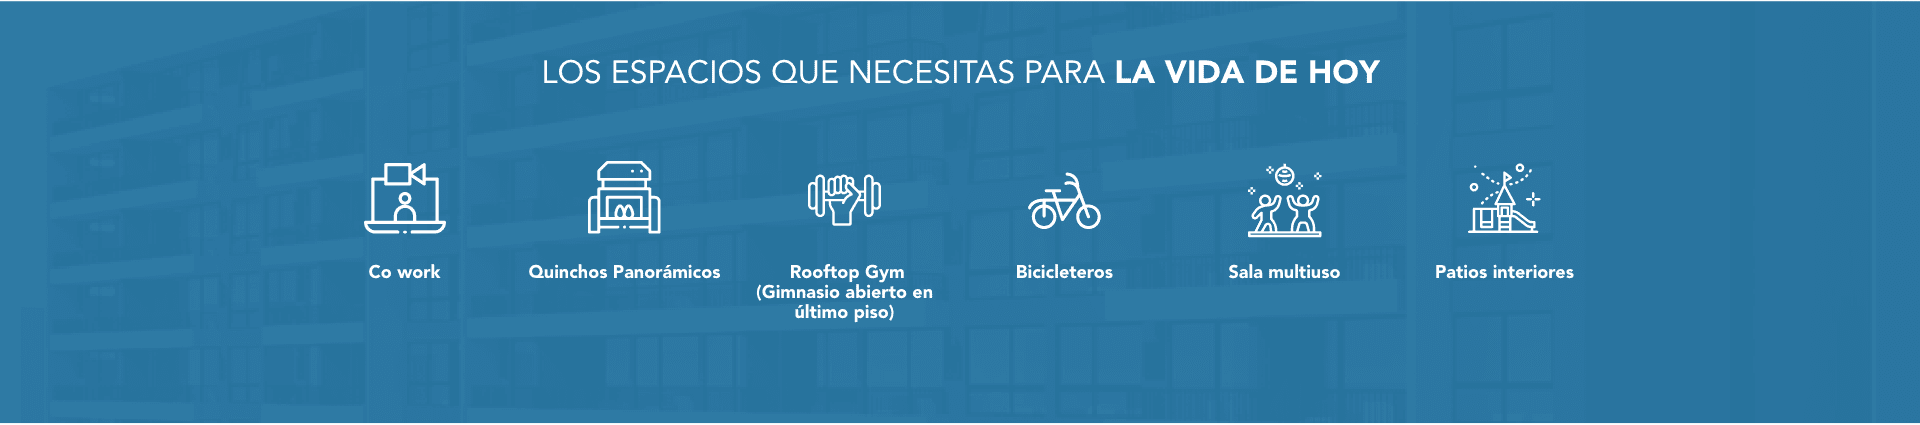 LOS ESPACIOS QUE NECESITAS PARA LA VIDA DE HOY
Co work
Quinchos Panorámicos
Rooftop Gym
(Gimnasio abierto en
último piso)
Bicicleteros
Sala multiuso
Patios interiores